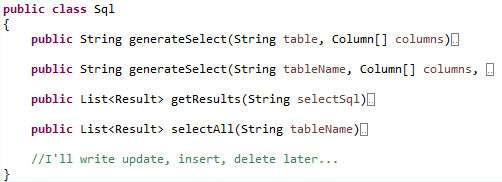 public class Sql
{
public String generateSelect(String table, Column[] columns)
public String generateSelect(String tableName, Column[] columns,
public List<Result> getResults(String selectSql)
public List<Result> selectAll(String tableName)
//I'll write update, insert, delete later...
}